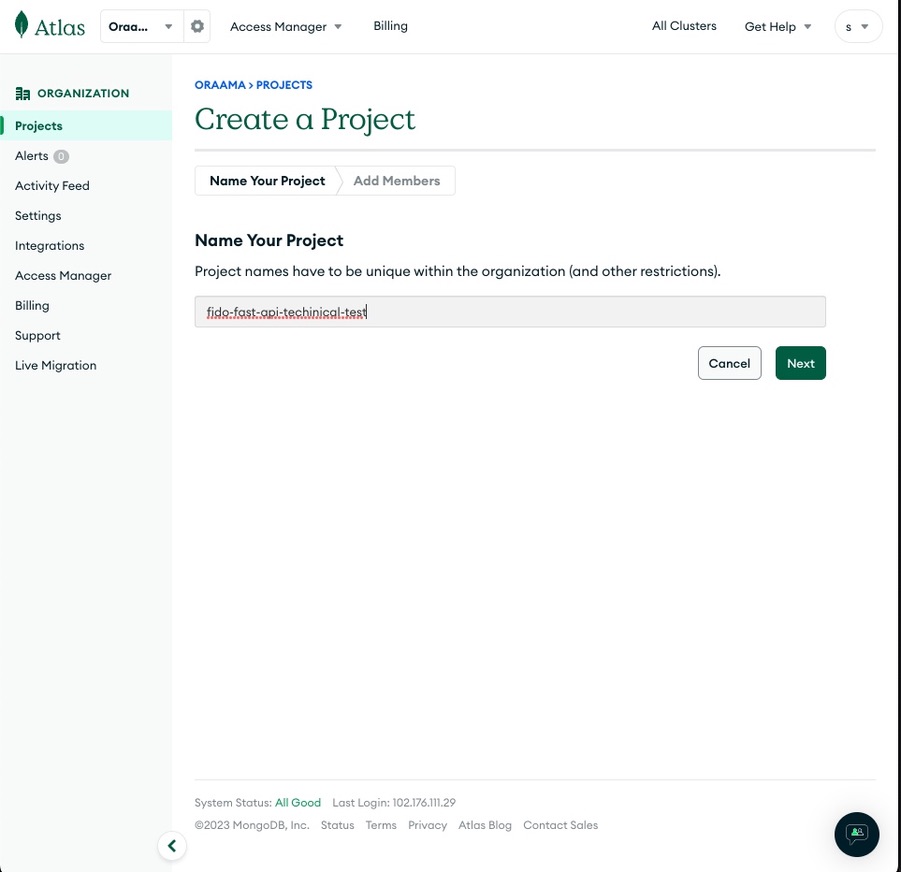 Atlas
Oraa...
Access Manager
Billing
All Clusters
Get Help
s
ORGANIZATION
Projects
Alerts 0
Activity Feed
Settings
Integrations
Access Manager
Billing
Support
Live Migration
ORAAMA > PROJECTS
Create a Project
Name Your Project
Add Members
Name Your Project
Project names have to be unique within the organization (and other restrictions).
fido-fast-api-techinical-test
Cancel
Next
System Status: All Good Last Login: 102.176.111.29
©2023 MongoDB, Inc. Status Terms Privacy Atlas Blog Contact Sales